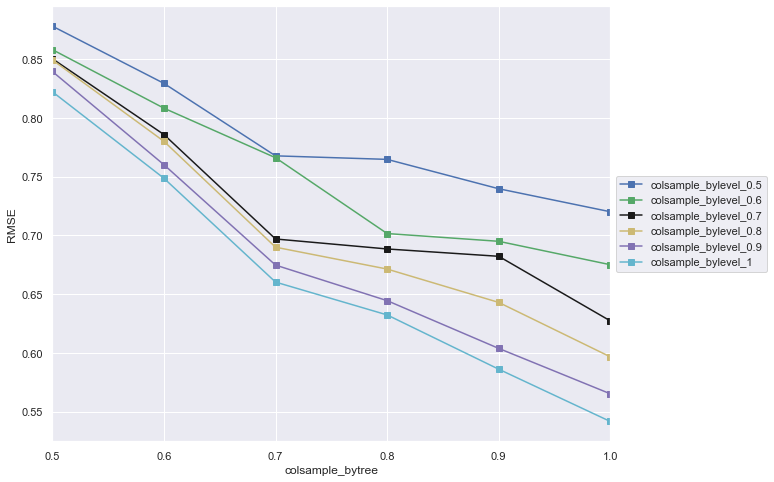 0.85
0.80
0.75
0.70
0.65
0.60
0.55
RMSE
0.5 0.6 0.7 0.8 0.9 1.0
colsample_bytree
colsample_bylevel_0.5
colsample_bylevel_0.6
colsample_bylevel_0.7
colsample_bylevel_0.8
colsample_bylevel_0.9
colsample_bylevel_1